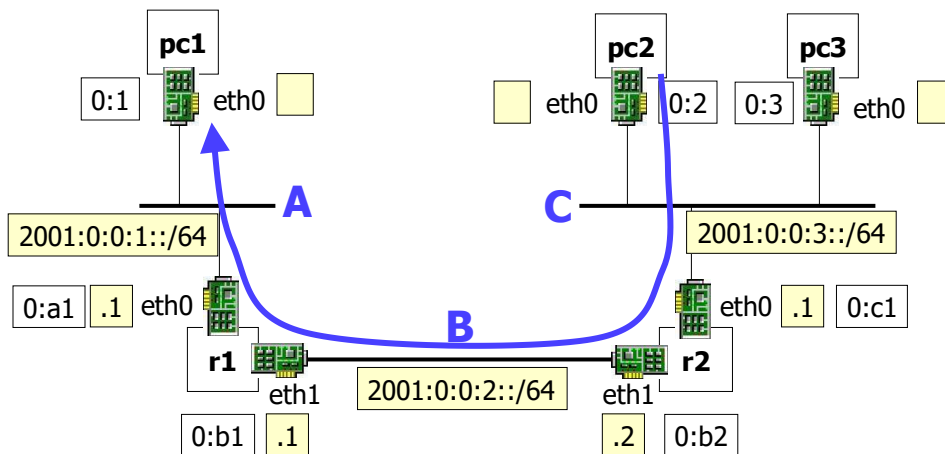 pc1
pc2
pc3
0:1
eth0
eth0
0:2
0:3
eth0
A
C
2001:0:0:1::/64
2001:0:0:3::/64
0:a1
.1
eth0
B
eth0
.1
0:c1
r1
r2
eth1
2001:0:0:2::/64
eth1
0:b1
.1
.2
0:b2